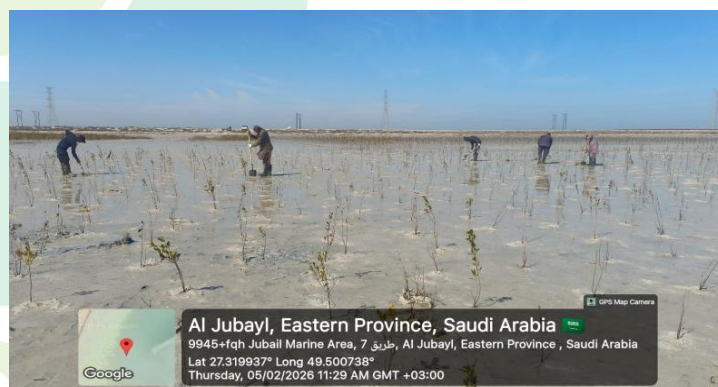 GPS Map Camera
Al Jubayl, Eastern Province, Saudi Arabia
9945+fqh Jubail Marine Area, 7 طريق, Al Jubayl, Eastern Province , Saudi Arabia
Lat 27.319937° Long 49.500738°
Thursday, 05/02/2026 11:29 AM GMT +03:00
Google